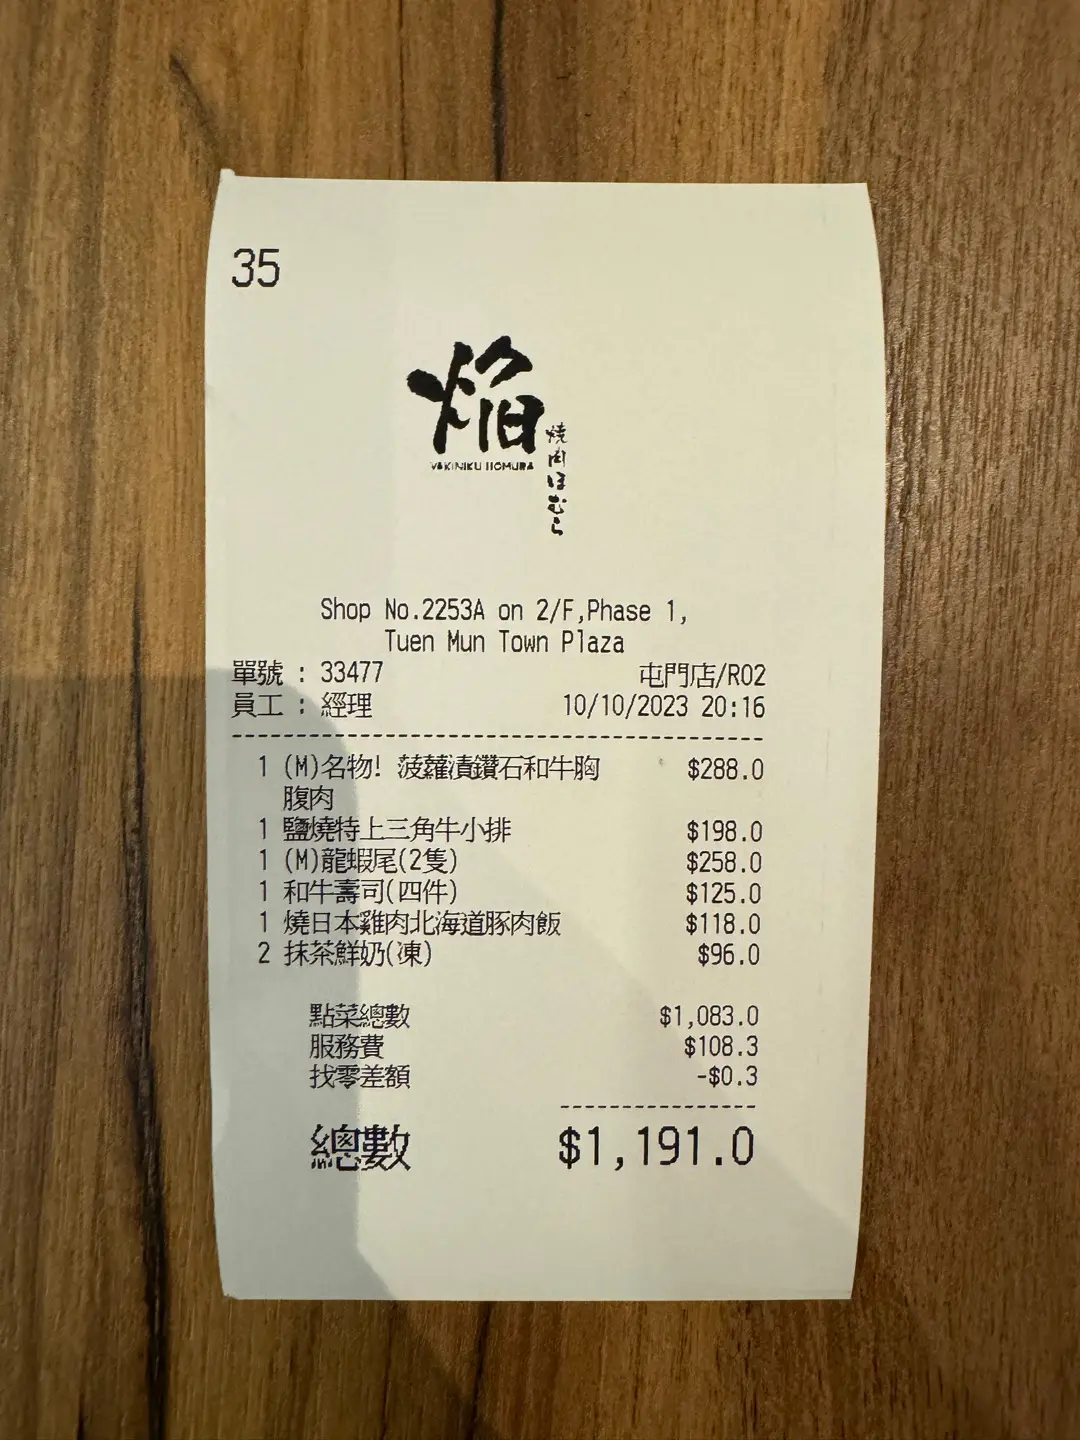 35
焰
YAKINIKU HOMURA
焼肉ほむら
Shop No.2253A on 2/F,Phase 1,
Tuen Mun Town Plaza
單號 : 33477 屯門店/R02
員工 : 經理 10/10/2023 20:16
1 (M)名物! 菠蘿漬鑽石和牛胸 $288.0
腹肉
1 鹽燒特上三角牛小排 $198.0
1 (M)龍蝦尾(2隻) $258.0
1 和牛壽司(四件) $125.0
1 燒日本雞肉北海道豚肉飯 $118.0
2 抹茶鮮奶(凍) $96.0
點菜總數 $1,083.0
服務費 $108.3
找零差額 -$0.3
總數 $1,191.0